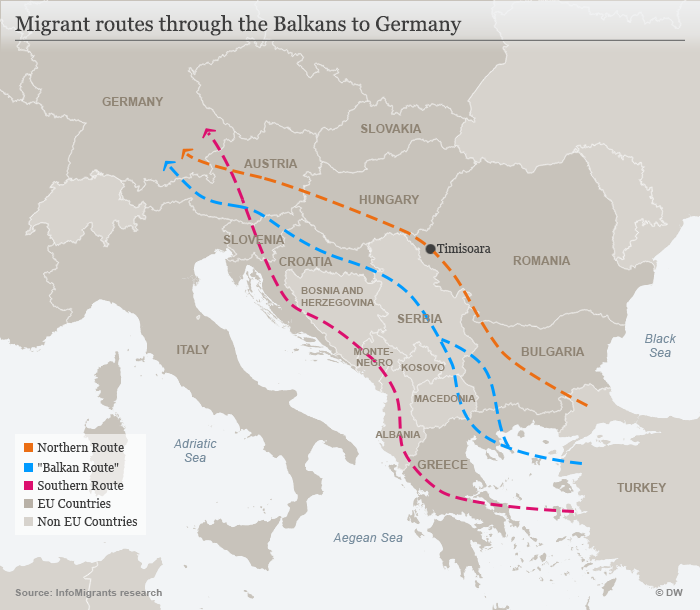 Migrant routes through the Balkans to Germany
GERMANY
SLOVAKIA
AUSTRIA
HUNGARY
SLOVENIA
Timisoara
CROATIA
ROMANIA
BOSNIA AND
HERZEGOVINA
SERBIA
Black
Sea
ITALY
MONTE-
NEGRO
KOSOVO
BULGARIA
MACEDONIA
ALBANIA
Adriatic
Sea
GREECE
TURKEY
Aegean Sea
Northern Route
"Balkan Route"
Southern Route
EU Countries
Non EU Countries
Source: InfoMigrants research
© DW